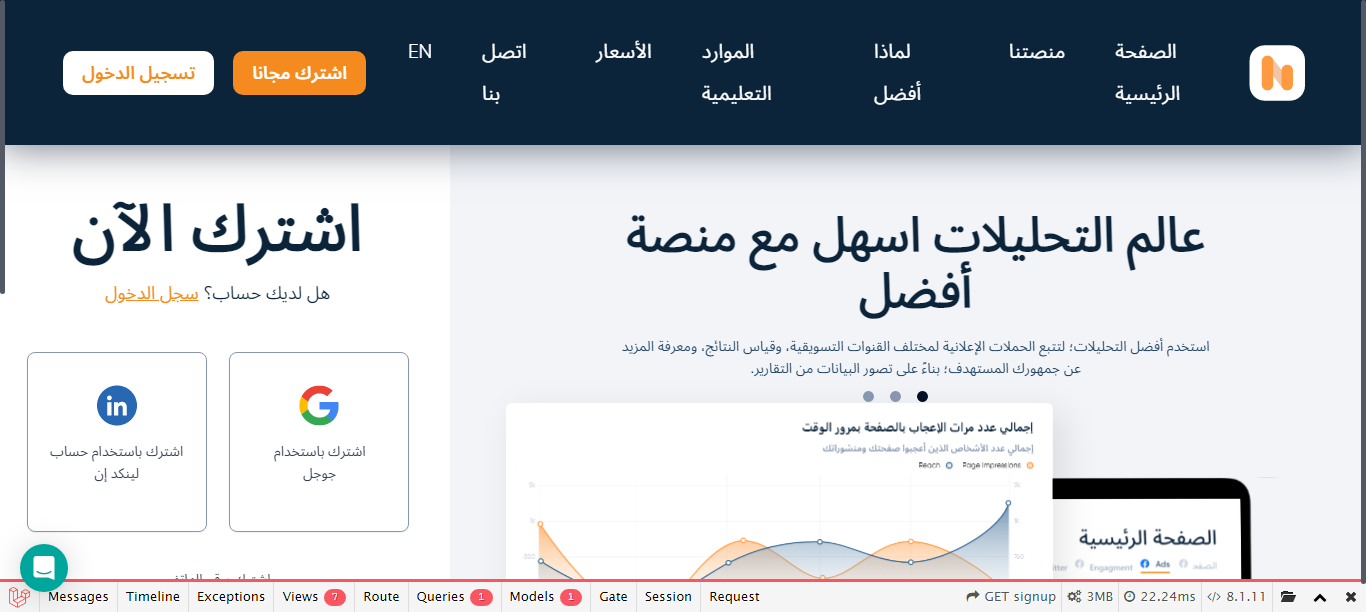 الصفحة الرئيسية
منصتنا
لماذا أفضل
الموارد التعليمية
الأسعار
اتصل بنا
EN
اشترك مجانا
تسجيل الدخول
عالم التحليلات اسهل مع منصة
أفضل
استخدم أفضل التحليلات؛ لتتبع الحملات الإعلانية لمختلف القنوات التسويقية، وقياس النتائج، ومعرفة المزيد
عن جمهورك المستهدف؛ بناءً على تصور البيانات من التقارير.
إجمالي عدد مرات الإعجاب بالصفحة بمرور الوقت
إجمالي عدد الأشخاص الذين أعجبوا صفحتك ومنشوراتك
Reach Page Impressions
الصفحة الرئيسية
Engagment Ads
اشترك الآن
هل لديك حساب؟ سجل الدخول
اشترك باستخدام
جوجل
اشترك باستخدام حساب
لينكد إن
Messages Timeline Exceptions Views 7 Route Queries 1 Models 1 Gate Session Request GET signup 3MB 22.24ms 8.1.11